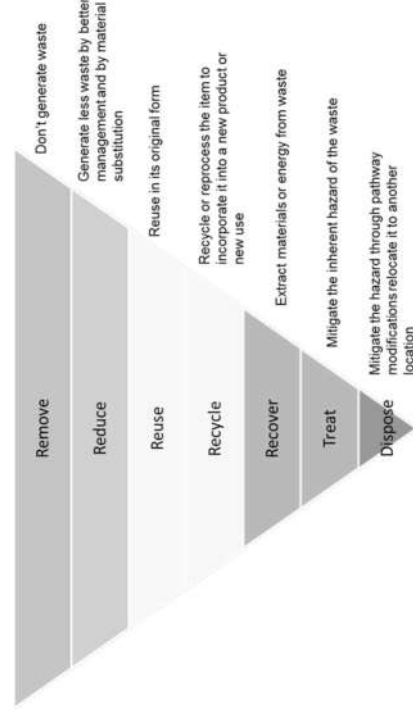 Remove
Don't generate waste
Reduce
Generate less waste by better
management and by material
substitution
Reuse
Reuse in its original form
Recycle
Recycle or reprocess the item to
incorporate it into a new product or
new use
Recover
Extract materials or energy from waste
Treat
Mitigate the inherent hazard of the waste
Dispose
Mitigate the hazard through pathway
modifications relocate it to another
location